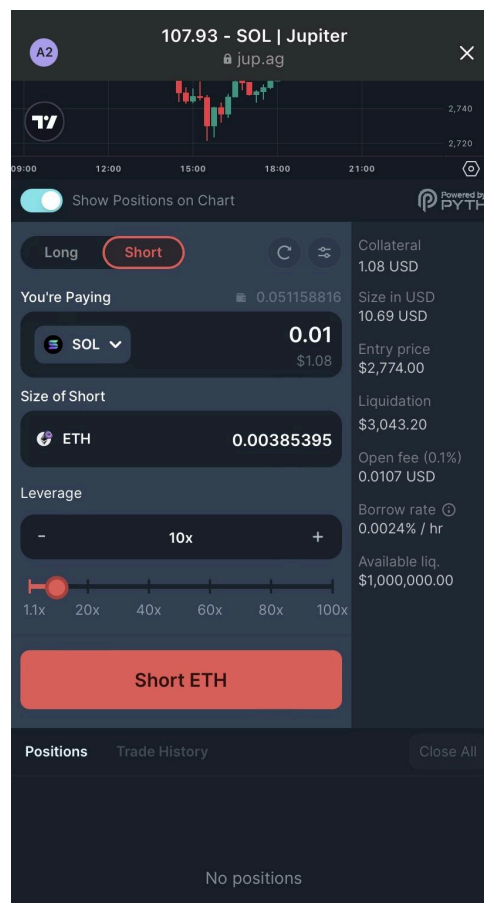 A2
107.93 - SOL | Jupiter
jup.ag
2,740
2,720
09:00 12:00 15:00 18:00 21:00
Show Positions on Chart
Powered by
PYTH
Long Short
You're Paying 0.051158816
SOL 0.01
$1.08
Size of Short
ETH 0.00385395
Leverage
- 10x +
1.1x 20x 40x 60x 80x 100x
Short ETH
Collateral
1.08 USD
Size in USD
10.69 USD
Entry price
$2,774.00
Liquidation
$3,043.20
Open fee (0.1%)
0.0107 USD
Borrow rate
0.0024% / hr
Available liq.
$1,000,000.00
Positions Trade History Close All
No positions